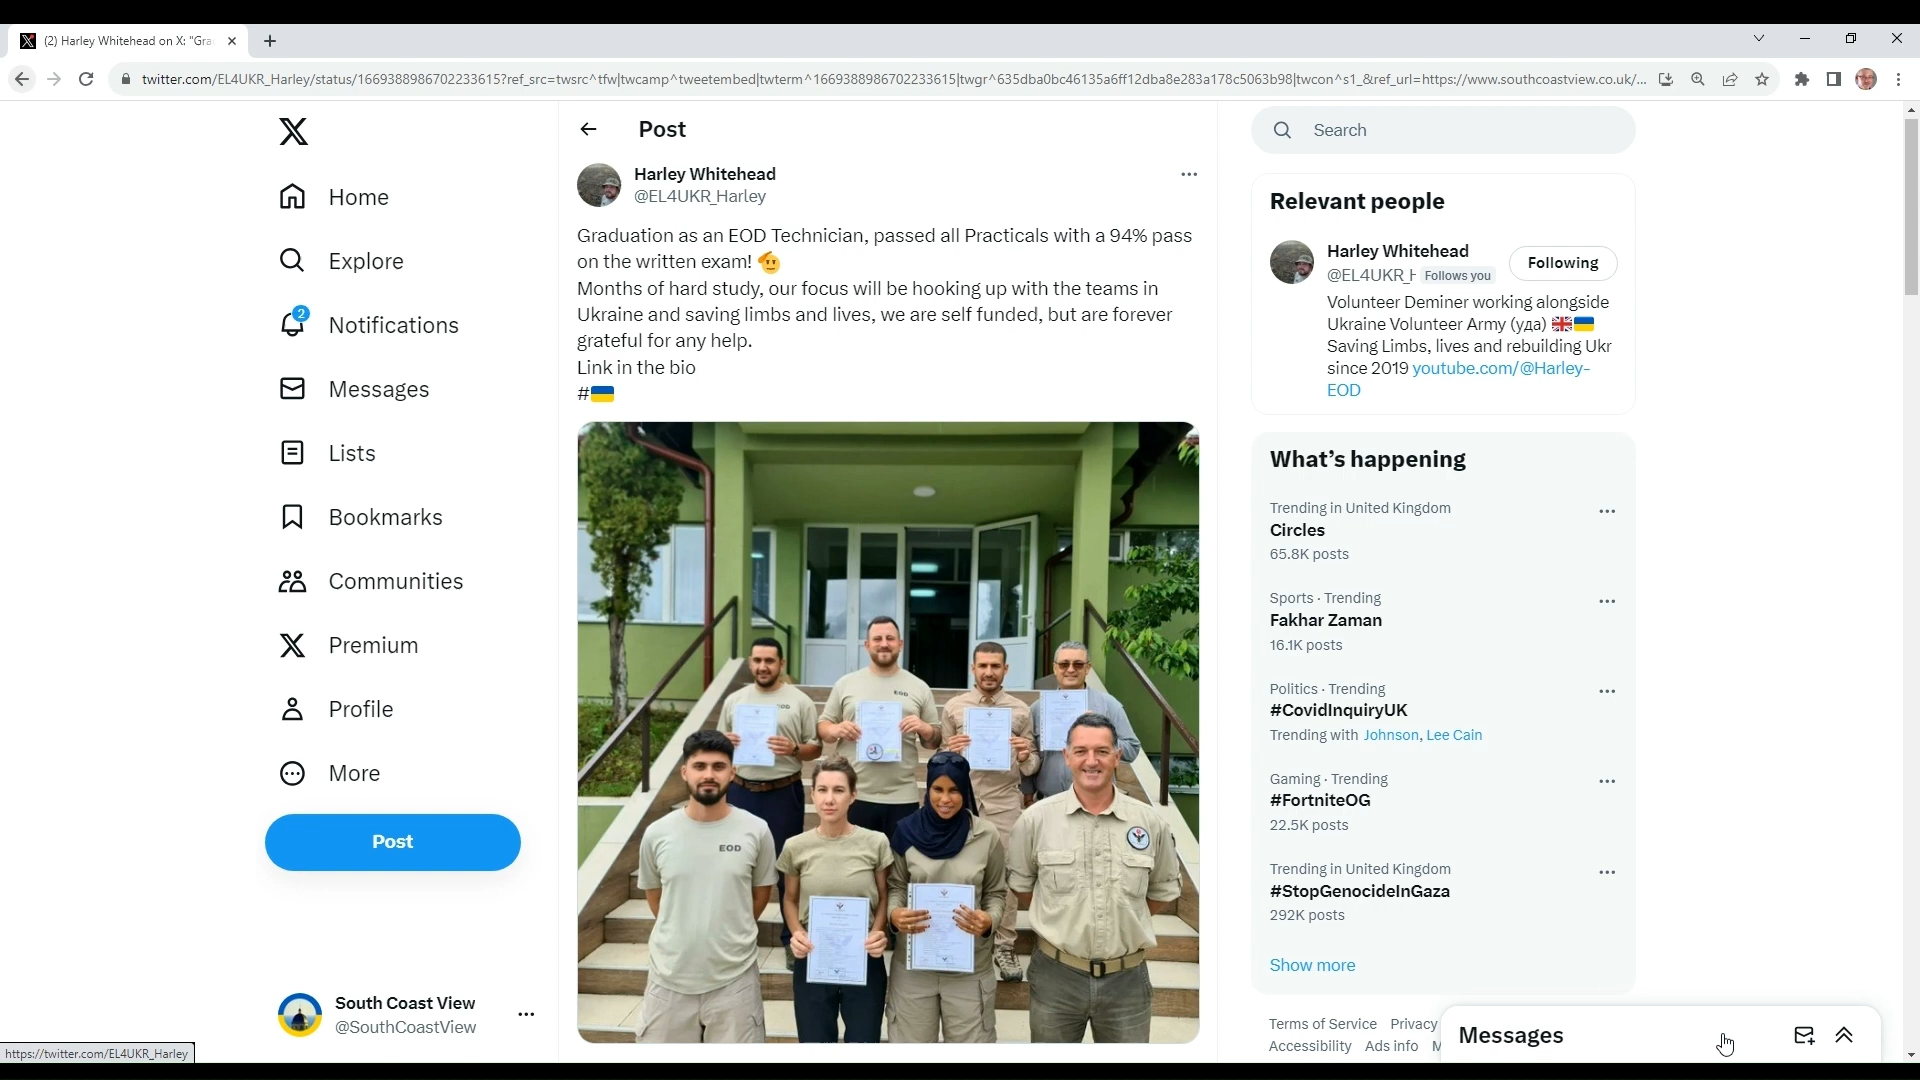 (2) Harley Whitehead on X: "Gra
twitter.com/EL4UKR_Harley/status/1669388986702233615?ref_src=twsrc^tfw|twcamp^tweetembed|twterm^1669388986702233615|twgr^635dba0bc46135a6ff12dba8e283a178c5063b98|twcon^s1_&ref_url=https://www.southcoastview.co.uk/...
Home
Explore
2
Notifications
Messages
Lists
Bookmarks
Communities
Premium
Profile
More
Post
South Coast View
@SouthCoastView
https://twitter.com/EL4UKR_Harley
Post
Harley Whitehead
@EL4UKR_Harley
Graduation as an EOD Technician, passed all Practicals with a 94% pass
on the written exam! 🫡
Months of hard study, our focus will be hooking up with the teams in
Ukraine and saving limbs and lives, we are self funded, but are forever
grateful for any help.
Link in the bio
#🇺🇦
EOD
EOD
EOD
Search
Relevant people
Harley Whitehead
Following
@EL4UKR_H Follows you
Volunteer Deminer working alongside
Ukraine Volunteer Army (уда) 🇬🇧🇺🇦
Saving Limbs, lives and rebuilding Ukr
since 2019 youtube.com/@Harley-
EOD
What's happening
Trending in United Kingdom
Circles
65.8K posts
Sports · Trending
Fakhar Zaman
16.1K posts
Politics · Trending
#CovidInquiryUK
Trending with Johnson, Lee Cain
Gaming · Trending
#FortniteOG
22.5K posts
Trending in United Kingdom
#StopGenocideInGaza
292K posts
Show more
Terms of Service Privacy
Accessibility Ads info M
Messages